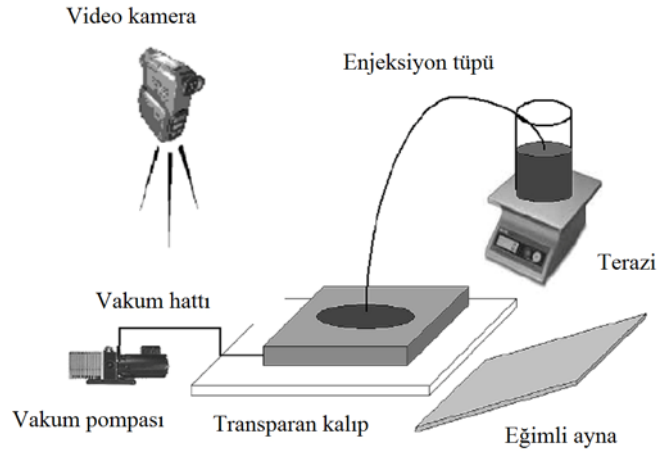 Video kamera
Enjeksiyon tüpü
Terazi
Vakum hattı
Vakum pompası
Transparan kalıp
Eğimli ayna